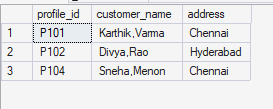 profile_id customer_name address
1 P101 Karthik,Varma Chennai
2 P102 Divya,Rao Hyderabad
3 P104 Sneha,Menon Chennai